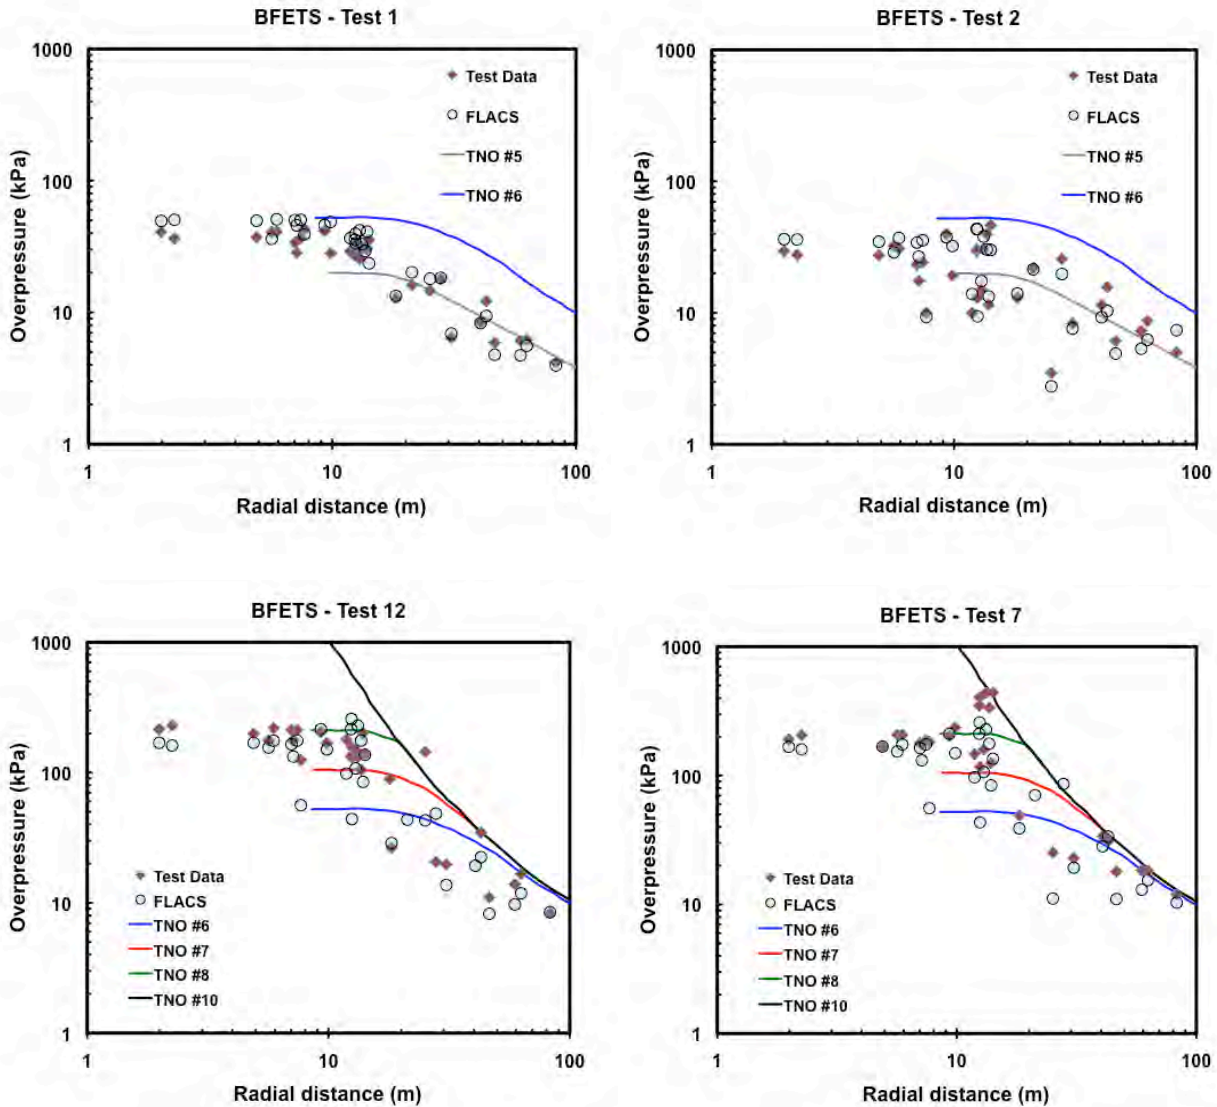 BFETS - Test 1
1000
100
10
1
Overpressure (kPa)
Test Data
FLACS
TNO #5
TNO #6
1
10
100
Radial distance (m)
BFETS - Test 2
1000
100
10
1
Overpressure (kPa)
Test Data
FLACS
TNO #5
TNO #6
1
10
100
Radial distance (m)
BFETS - Test 12
1000
100
10
1
Overpressure (kPa)
Test Data
FLACS
TNO #6
TNO #7
TNO #8
TNO #10
1
10
100
Radial distance (m)
BFETS - Test 7
1000
100
10
1
Overpressure (kPa)
Test Data
FLACS
TNO #6
TNO #7
TNO #8
TNO #10
1
10
100
Radial distance (m)